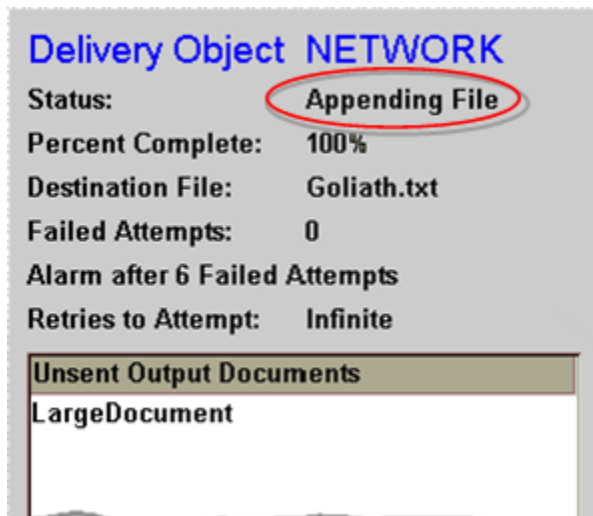 Delivery Object NETWORK
Status: Appending File
Percent Complete: 100%
Destination File: Goliath.txt
Failed Attempts: 0
Alarm after 6 Failed Attempts
Retries to Attempt: Infinite
Unsent Output Documents
LargeDocument